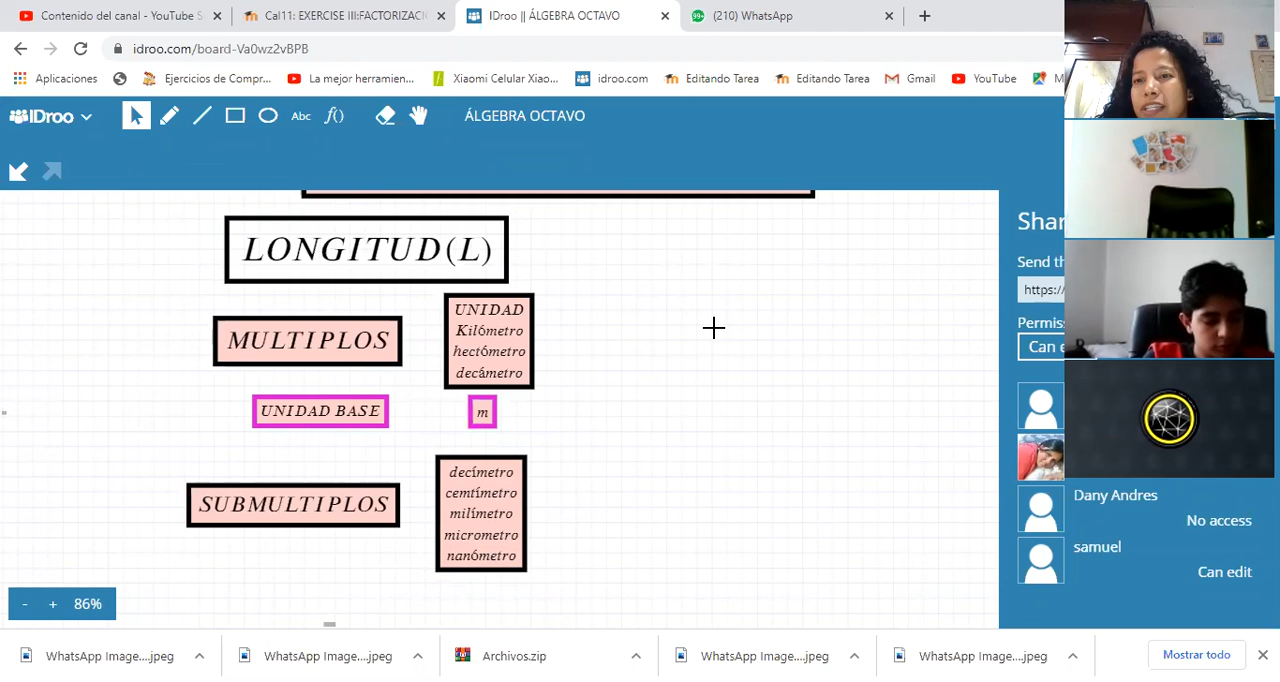 Contenido del canal - YouTube S
Cal11: EXERCISE III:FACTORIZACI
IDroo || ÁLGEBRA OCTAVO
(210) WhatsApp
99+
idroo.com/board-Va0wz2vBPB
Aplicaciones
Ejercicios de Compr...
La mejor herramien...
Xiaomi Celular Xiao...
idroo.com
Editando Tarea
Editando Tarea
Gmail
YouTube
M
IDroo
Abc
f()
ÁLGEBRA OCTAVO
LONGITUD(L)
MULTIPLOS
UNIDAD
Kilómetro
hectómetro
decámetro
UNIDAD BASE
m
SUBMULTIPLOS
decímetro
cemtímetro
milímetro
micrometro
nanómetro
Shar
Send th
https:/
Permiss
Can e
Dany Andres
No access
samuel
Can edit
- + 86%
WhatsApp Image....jpeg
WhatsApp Image....jpeg
Archivos.zip
WhatsApp Image....jpeg
WhatsApp Image....jpeg
Mostrar todo